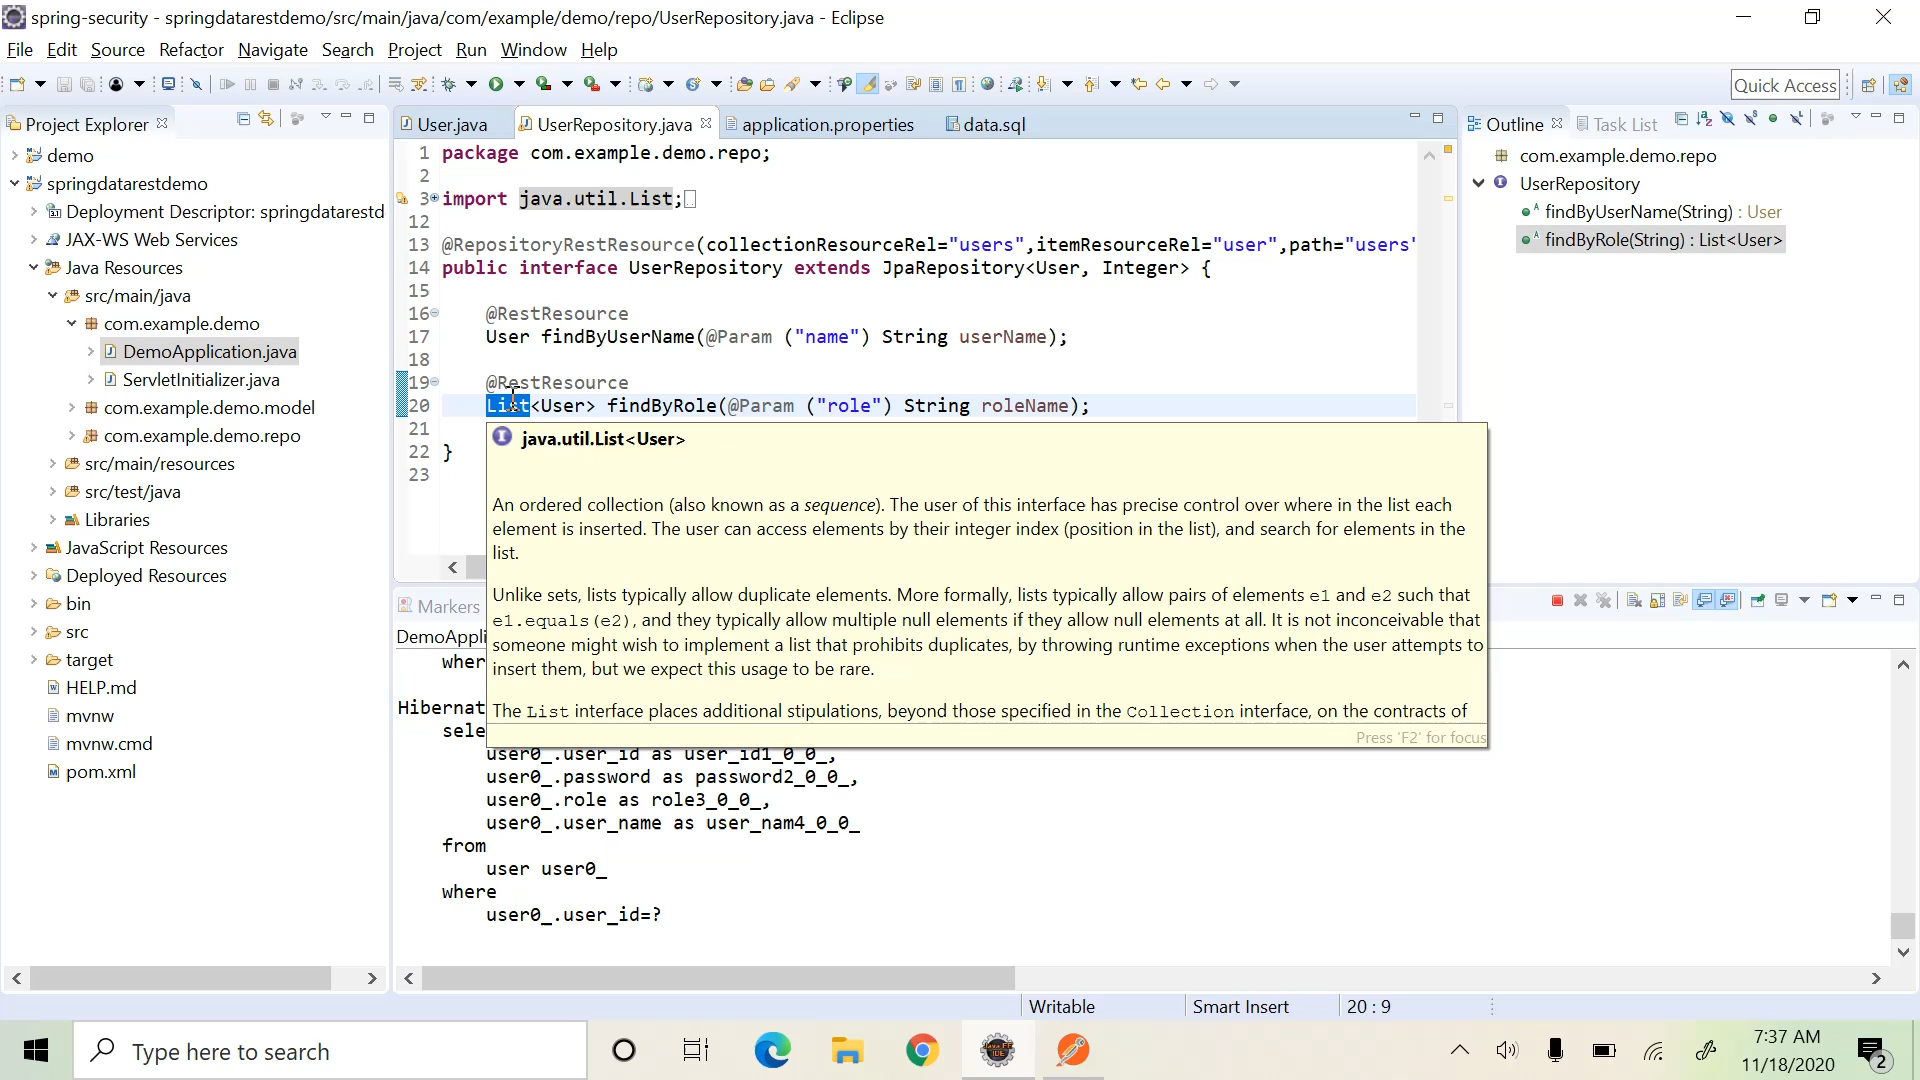 spring-security - springdatarestdemo/src/main/java/com/example/demo/repo/UserRepository.java - Eclipse
File Edit Source Refactor Navigate Search Project Run Window Help
Quick Access
Project Explorer
demo
springdatarestdemo
Deployment Descriptor: springdatarestd
JAX-WS Web Services
Java Resources
src/main/java
com.example.demo
DemoApplication.java
ServletInitializer.java
com.example.demo.model
com.example.demo.repo
src/main/resources
src/test/java
Libraries
JavaScript Resources
Deployed Resources
bin
src
target
HELP.md
mvnw
mvnw.cmd
pom.xml
User.java UserRepository.java application.properties data.sql
1 package com.example.demo.repo;
2
3 import java.util.List;
12
13 @RepositoryRestResource(collectionResourceRel="users",itemResourceRel="user",path="users"
14 public interface UserRepository extends JpaRepository<User, Integer> {
15
16 @RestResource
17 User findByUserName(@Param ("name") String userName);
18
19 @RestResource
20 List<User> findByRole(@Param ("role") String roleName);
21
22 }
23
java.util.List<User>
An ordered collection (also known as a sequence). The user of this interface has precise control over where in the list each
element is inserted. The user can access elements by their integer index (position in the list), and search for elements in the
list.
Unlike sets, lists typically allow duplicate elements. More formally, lists typically allow pairs of elements e1 and e2 such that
e1.equals(e2), and they typically allow multiple null elements if they allow null elements at all. It is not inconceivable that
someone might wish to implement a list that prohibits duplicates, by throwing runtime exceptions when the user attempts to
insert them, but we expect this usage to be rare.
The List interface places additional stipulations, beyond those specified in the Collection interface, on the contracts of
Press 'F2' for focus
Outline Task List
com.example.demo.repo
UserRepository
findByUserName(String) : User
findByRole(String) : List<User>
Markers
DemoAppli
wher
Hibernat
sele
user0_.user_id as user_id1_0_0_,
user0_.password as password2_0_0_,
user0_.role as role3_0_0_,
user0_.user_name as user_nam4_0_0_
from
user user0_
where
user0_.user_id=?
Writable Smart Insert 20 : 9
Type here to search
7:37 AM
11/18/2020
2